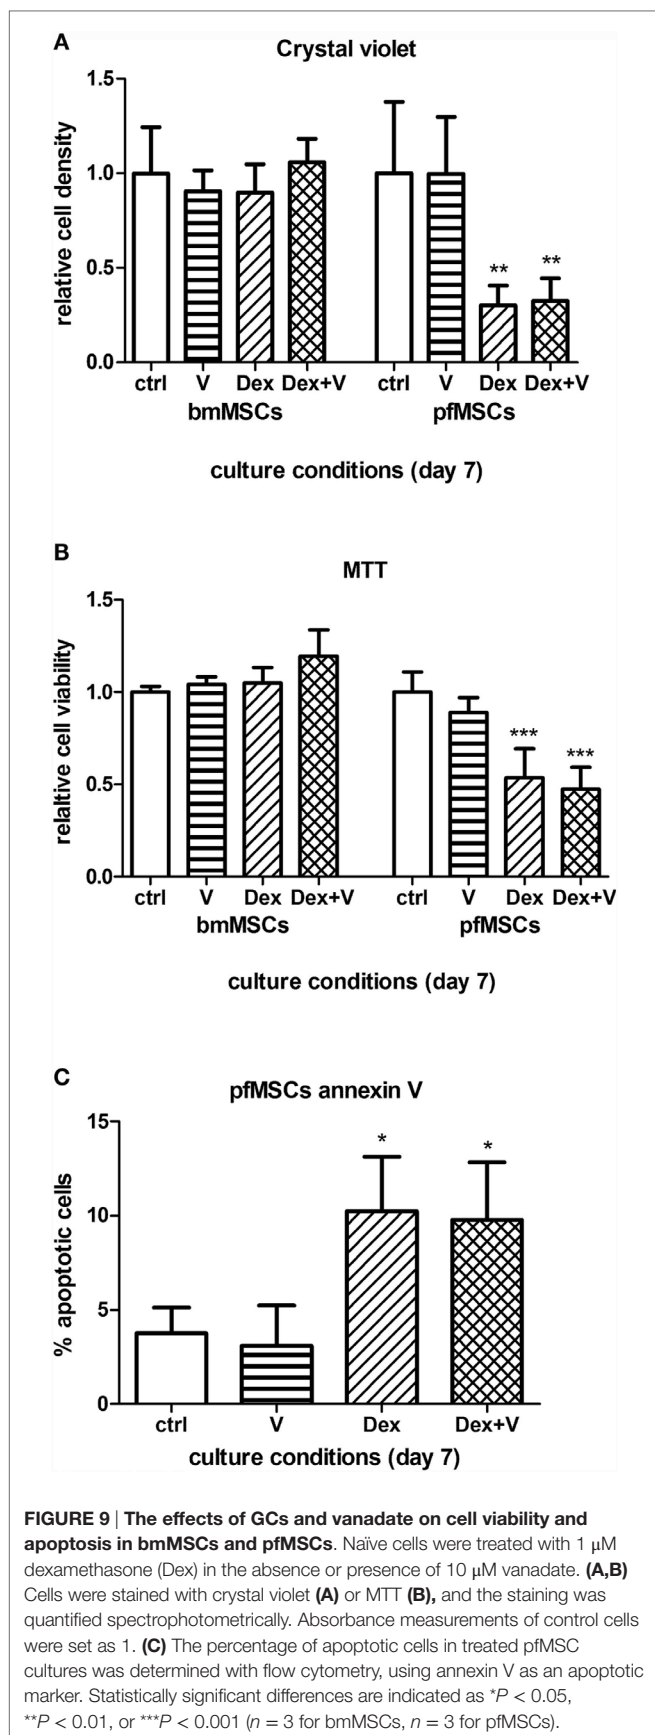 A
Crystal violet
1.5
1.0
0.5
0.0
relative cell density
**
**
ctrl V Dex Dex+V ctrl V Dex Dex+V
bmMSCs pfMSCs
culture conditions (day 7)
B
MTT
1.5
1.0
0.5
0.0
relaltive cell viability
***
***
ctrl V Dex Dex+V ctrl V Dex Dex+V
bmMSCs pfMSCs
culture conditions (day 7)
C
pfMSCs annexin V
15
10
5
0
% apoptotic cells
*
*
ctrl V Dex Dex+V
culture conditions (day 7)
FIGURE 9 | The effects of GCs and vanadate on cell viability and
apoptosis in bmMSCs and pfMSCs. Naïve cells were treated with 1 μM
dexamethasone (Dex) in the absence or presence of 10 μM vanadate. (A,B)
Cells were stained with crystal violet (A) or MTT (B), and the staining was
quantified spectrophotometrically. Absorbance measurements of control cells
were set as 1. (C) The percentage of apoptotic cells in treated pfMSC
cultures was determined with flow cytometry, using annexin V as an apoptotic
marker. Statistically significant differences are indicated as *P < 0.05,
**P < 0.01, or ***P < 0.001 (n = 3 for bmMSCs, n = 3 for pfMSCs).